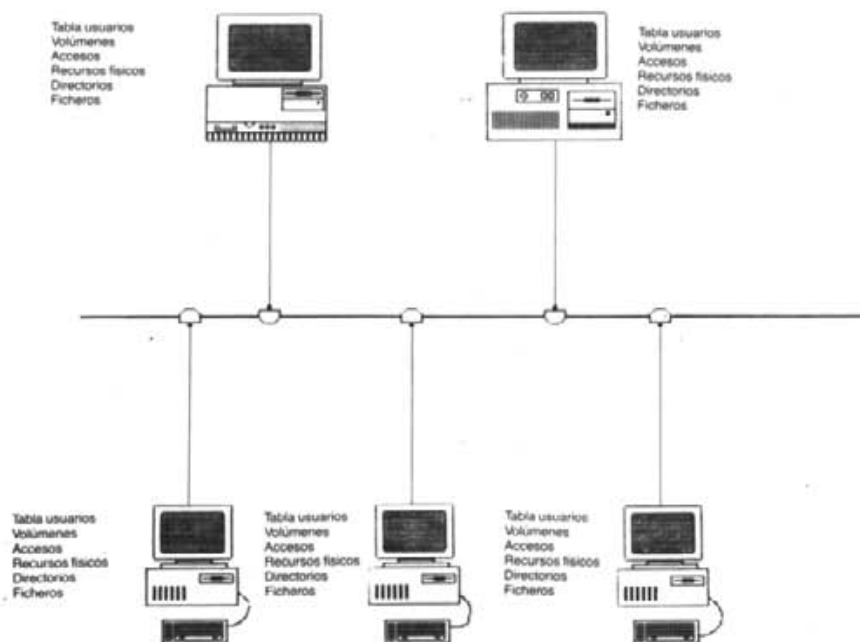 Tabla usuarios
Volúmenes
Accesos
Recursos físicos
Directorios
Ficheros
Tabla usuarios
Volúmenes
Accesos
Recursos físicos
Directorios
Ficheros
Tabla usuarios
Volúmenes
Accesos
Recursos físicos
Directorios
Ficheros
Tabla usuarios
Volúmenes
Accesos
Recursos físicos
Directorios
Ficheros
Tabla usuarios
Volúmenes
Accesos
Recursos físicos
Directorios
Ficheros